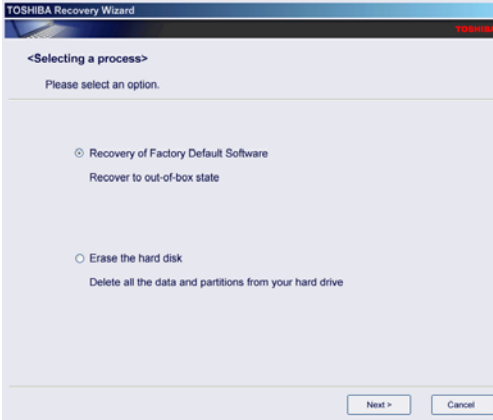 TOSHIBA Recovery Wizard
TOSHIBA
<Selecting a process>
Please select an option.
Recovery of Factory Default Software
Recover to out-of-box state
Erase the hard disk
Delete all the data and partitions from your hard drive
Next >
Cancel